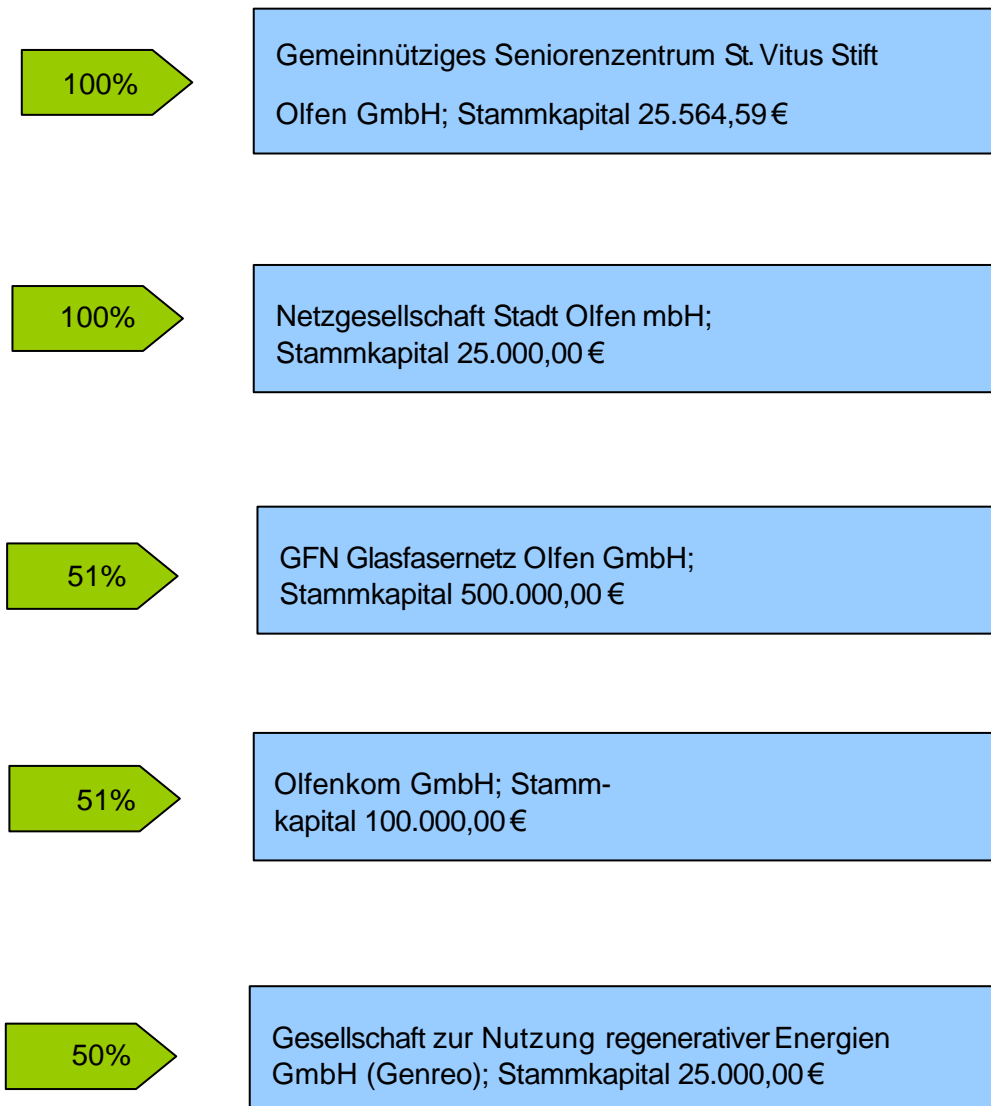 100%
Gemeinnütziges Seniorenzentrum St. Vitus Stift
Olfen GmbH; Stammkapital 25.564,59 €
100%
Netzgesellschaft Stadt Olfen mbH;
Stammkapital 25.000,00 €
51%
GFN Glasfasernetz Olfen GmbH;
Stammkapital 500.000,00 €
51%
Olfenkom GmbH; Stamm-
kapital 100.000,00 €
50%
Gesellschaft zur Nutzung regenerativer Energien
GmbH (Genreo); Stammkapital 25.000,00 €